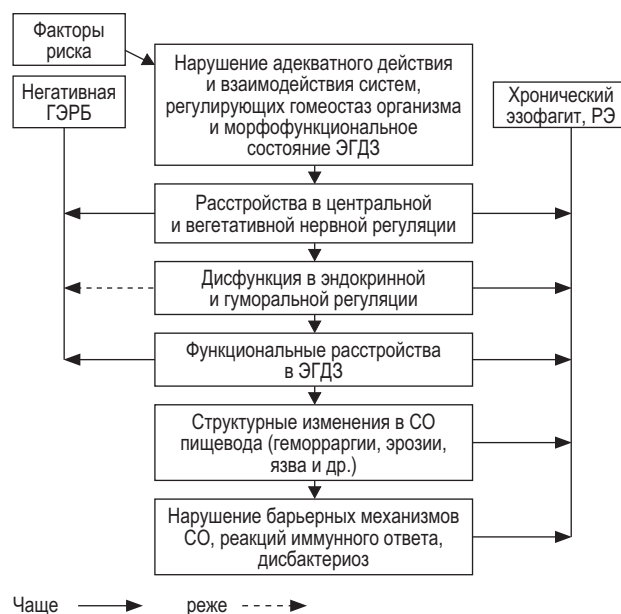 Факторы
риска
Негативная
ГЭРБ
Нарушение адекватного действия
и взаимодействия систем,
регулирующих гомеостаз организма
и морфофункциональное
состояние ЭГДЗ
Хронический
эзофагит, РЭ
Расстройства в центральной
и вегетативной нервной регуляции
Дисфункция в эндокринной
и гуморальной регуляции
Функциональные расстройства
в ЭГДЗ
Структурные изменения в СО
пищевода (геморрагии, эрозии,
язва и др.)
Нарушение барьерных механизмов
СО, реакций иммунного ответа,
дисбактериоз
Чаще
реже